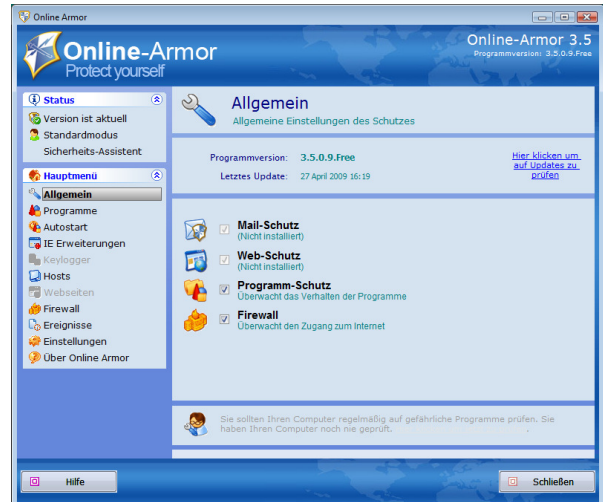 Online Armor
Online-Armor
Protect yourself
Online-Armor 3.5
Programmversion: 3.5.0.9.Free
Status
Version ist aktuell
Standardmodus
Sicherheits-Assistent
Hauptmenü
Allgemein
Programme
Autostart
IE Erweiterungen
Keylogger
Hosts
Webseiten
Firewall
Ereignisse
Einstellungen
Über Online Armor
Allgemein
Allgemeine Einstellungen des Schutzes
Programmversion: 3.5.0.9.Free
Letztes Update: 27 April 2009 16:19
Hier klicken um
auf Updates zu
prüfen
Mail-Schutz
(Nicht installiert)
Web-Schutz
(Nicht installiert)
Programm-Schutz
Überwacht das Verhalten der Programme
Firewall
Überwacht den Zugang zum Internet
Sie sollten Ihren Computer regelmäßig auf gefährliche Programme prüfen. Sie
haben Ihren Computer noch nie geprüft. .
Hilfe
Schließen